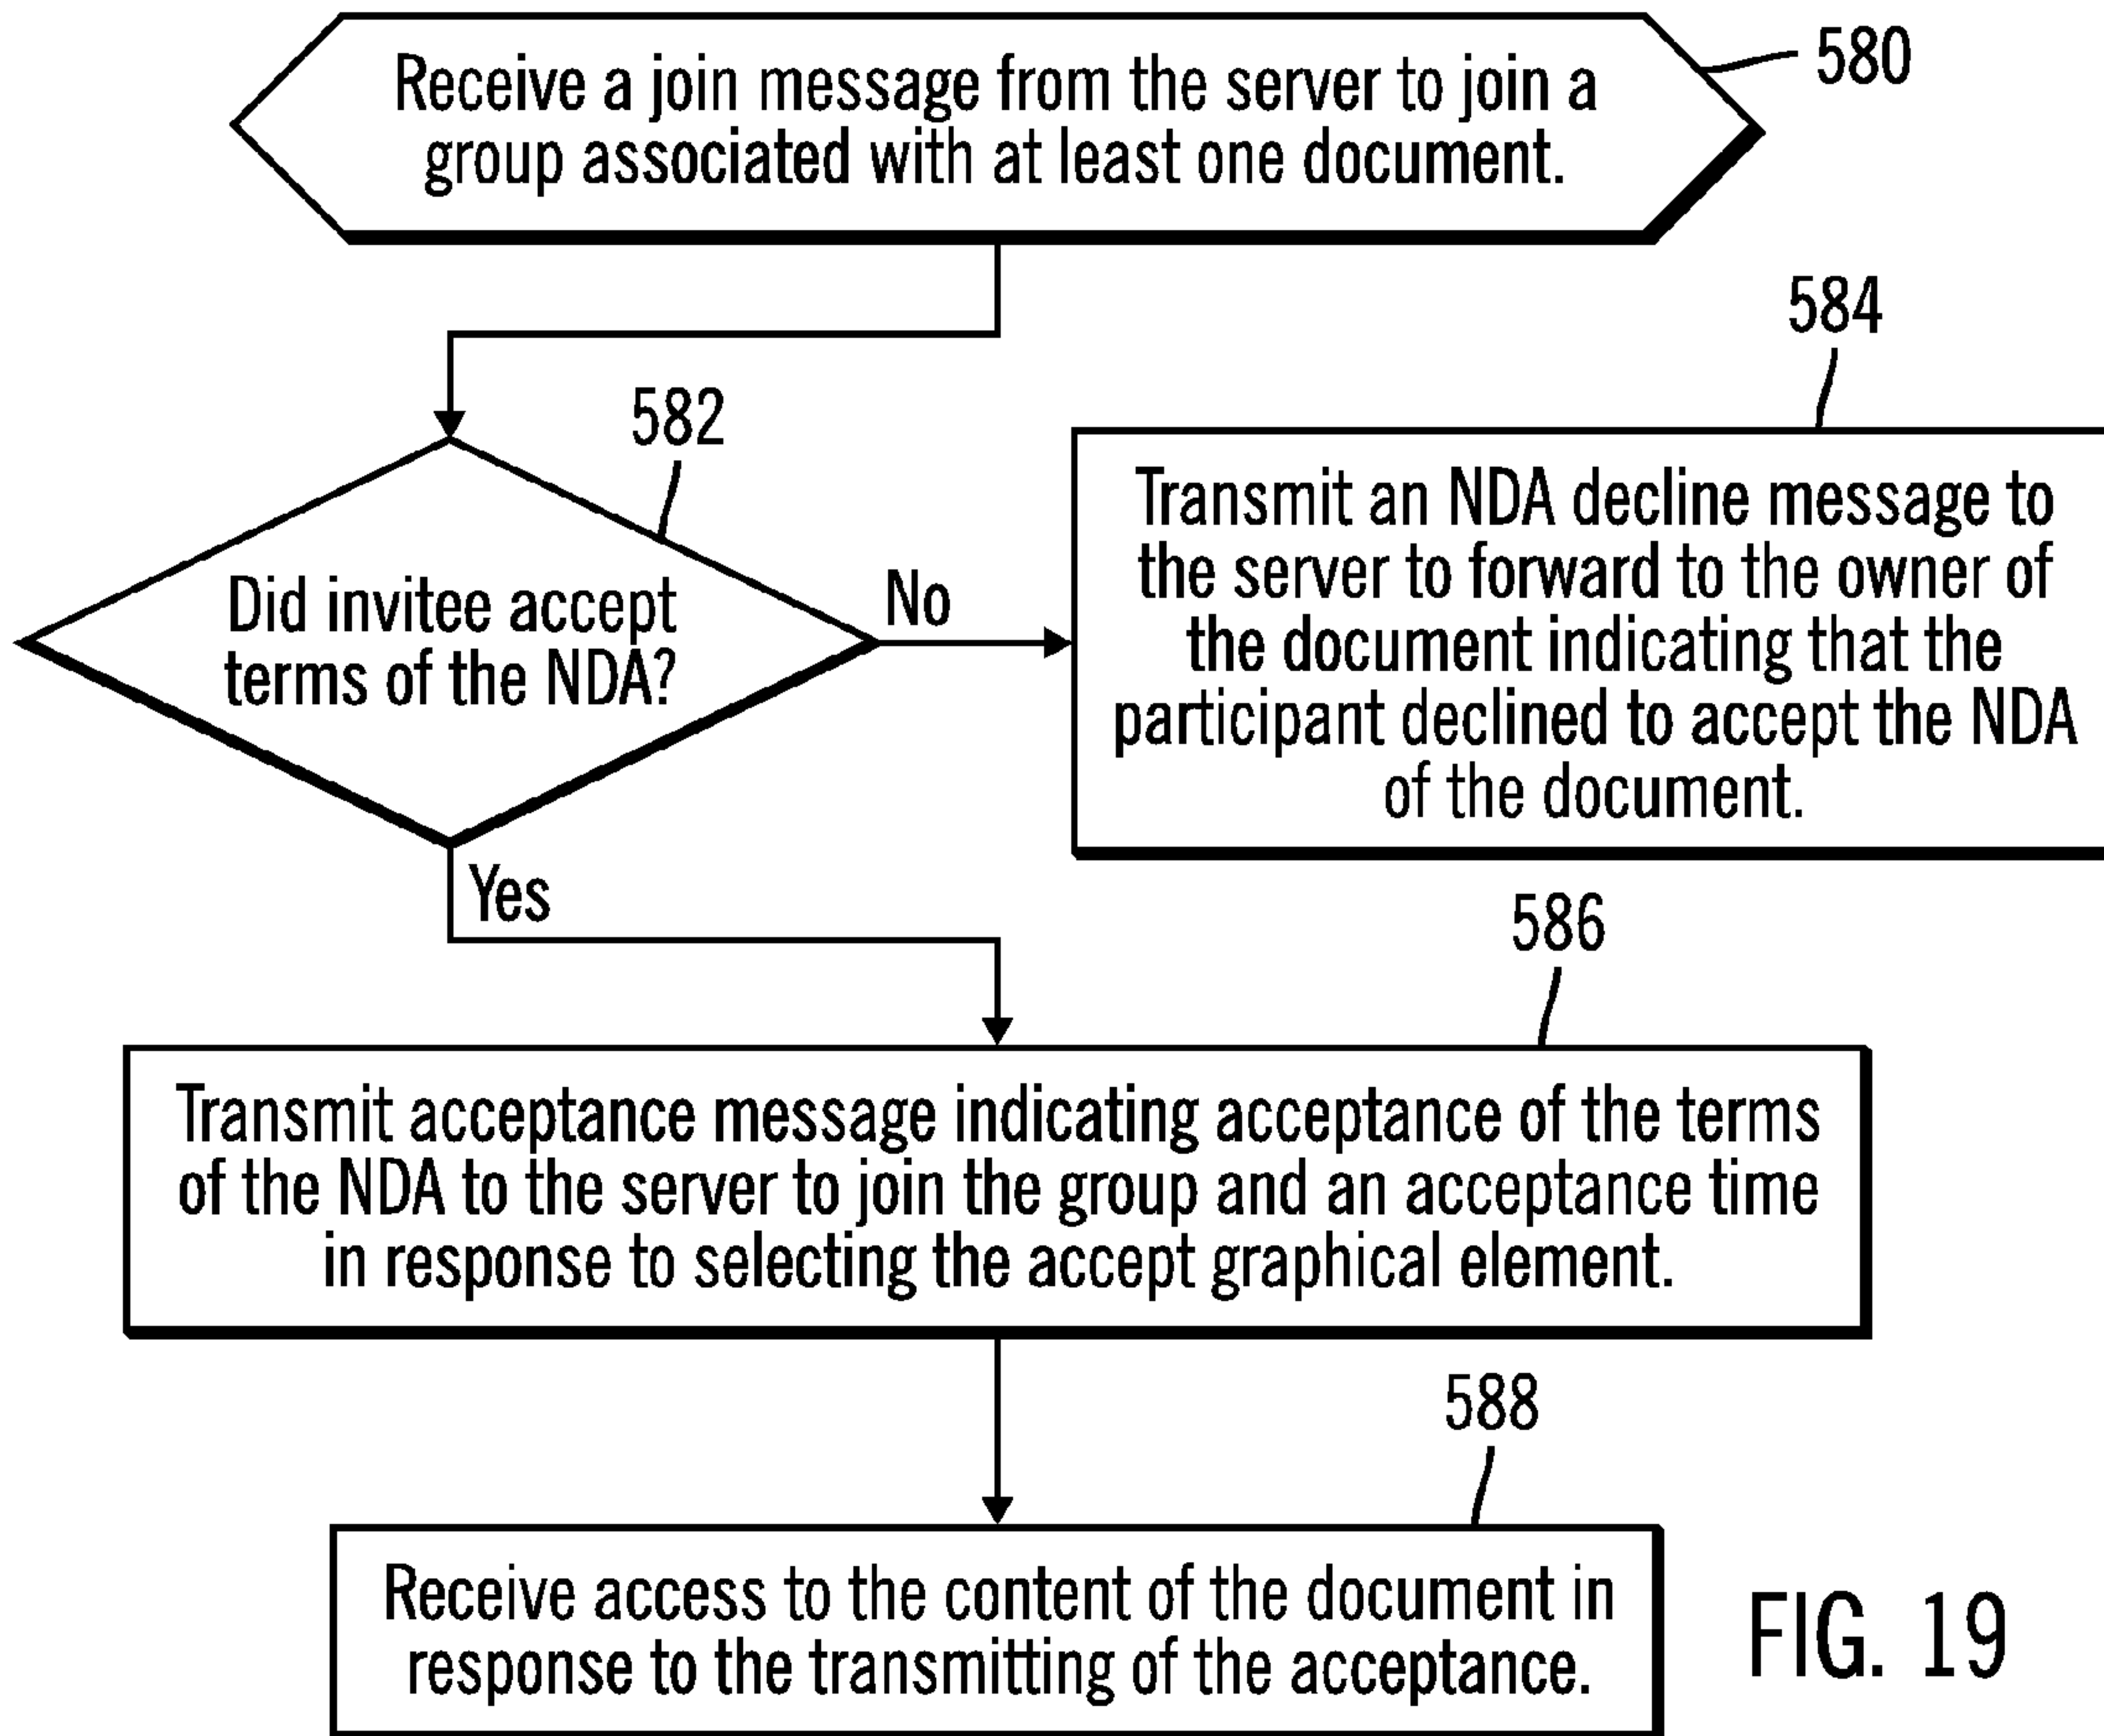 Receive a join message from the server to join a
group associated with at least one document.
580
582
Did invitee accept
terms of the NDA?
No
Yes
584
Transmit an NDA decline message to
the server to forward to the owner of
the document indicating that the
participant declined to accept the NDA
of the document.
586
Transmit acceptance message indicating acceptance of the terms
of the NDA to the server to join the group and an acceptance time
in response to selecting the accept graphical element.
588
Receive access to the content of the document in
response to the transmitting of the acceptance.
FIG. 19